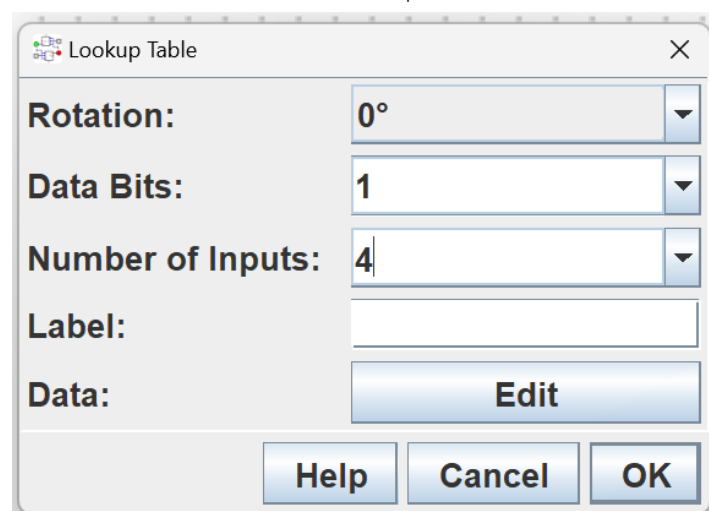 Lookup Table
Rotation: 0°
Data Bits: 1
Number of Inputs: 4
Label:
Data: Edit
Help Cancel OK